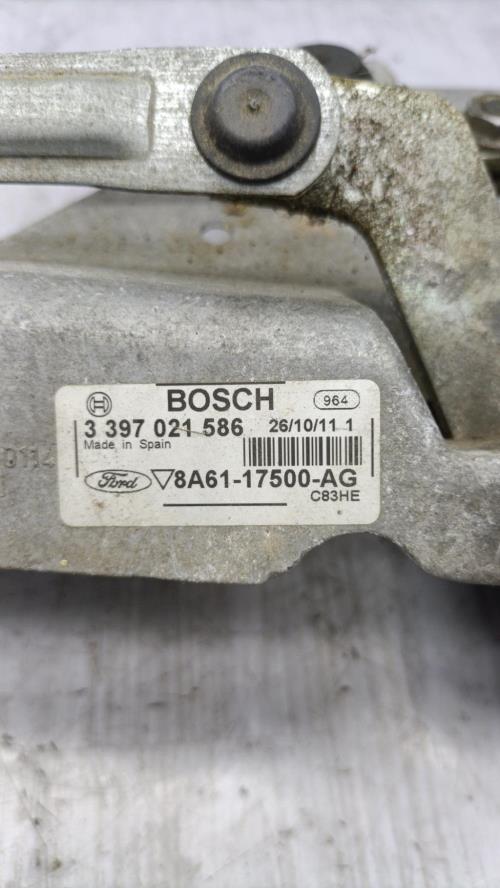 BOSCH 964
3 397 021 586 26/10/11 1
Made in Spain
Ford 8A61-17500-AG
C83HE